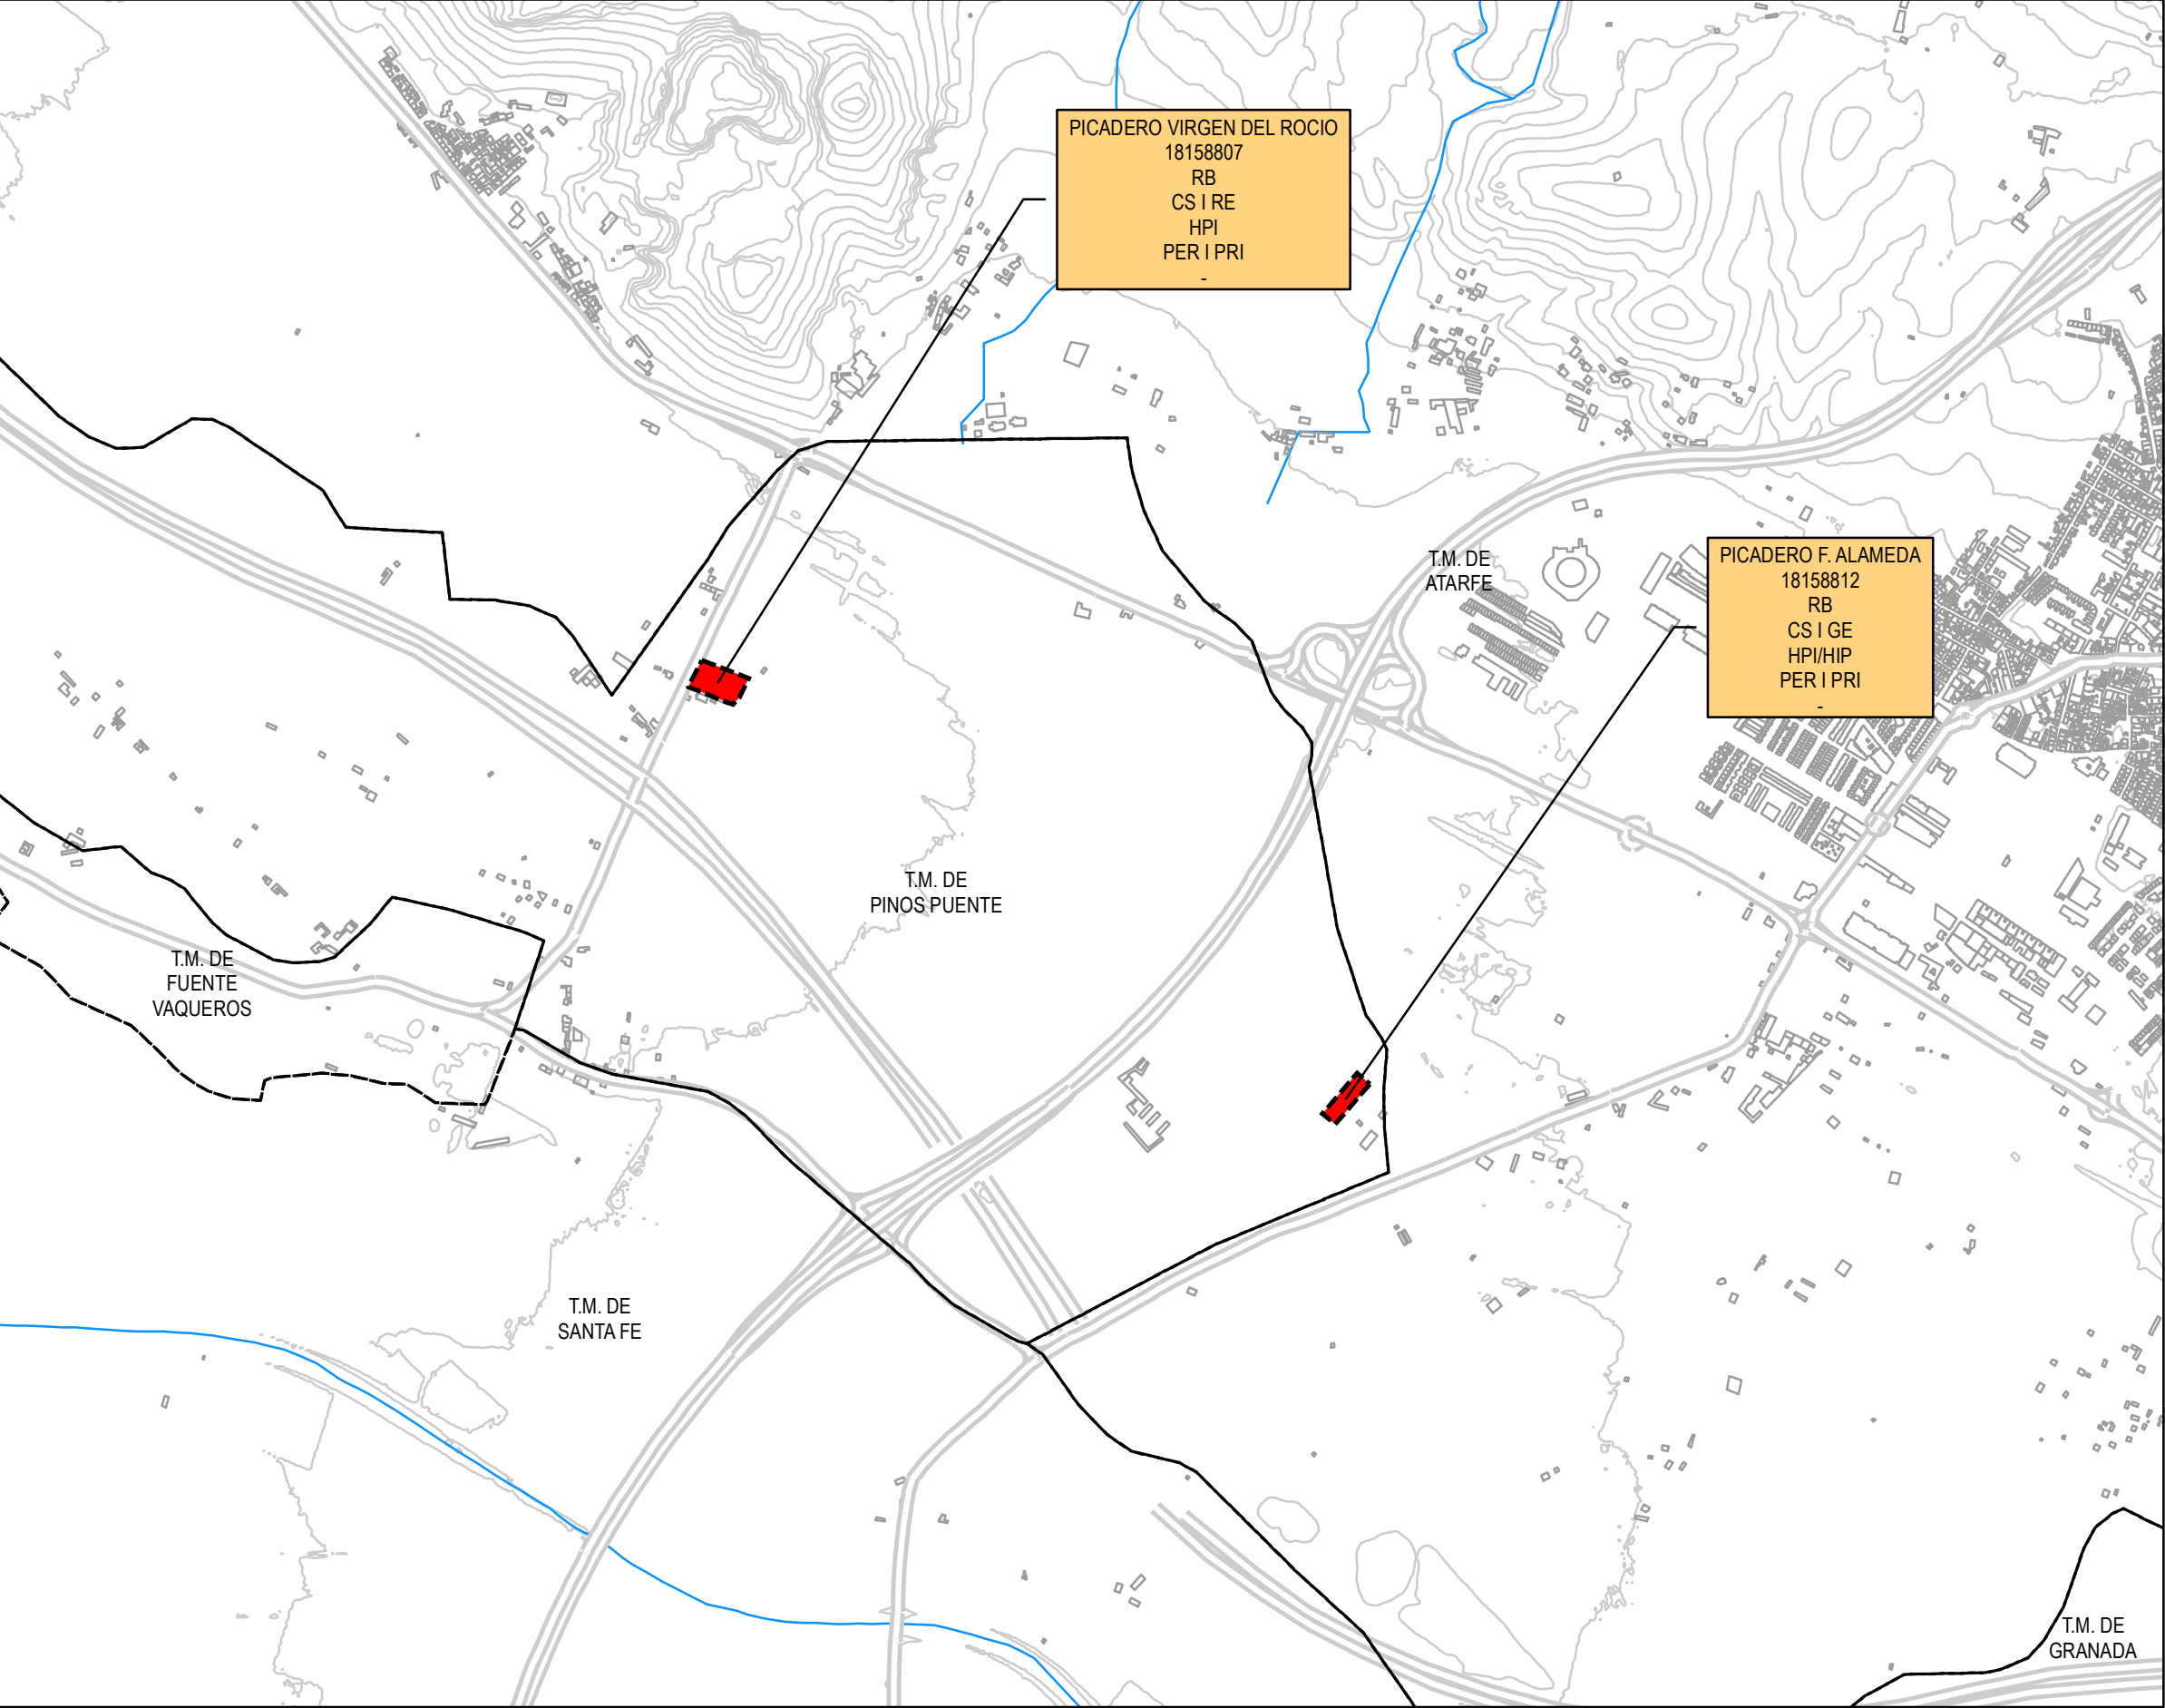 PICADERO VIRGEN DEL ROCIO
18158807
RB
CS I RE
HPI
PER I PRI
-
T.M. DE
ATARFE
PICADERO F. ALAMEDA
18158812
RB
CS I GE
HPI/HIP
PER I PRI
-
T.M. DE
PINOS PUENTE
T.M. DE
FUENTE
VAQUEROS
T.M. DE
SANTA FE
T.M. DE
GRANADA